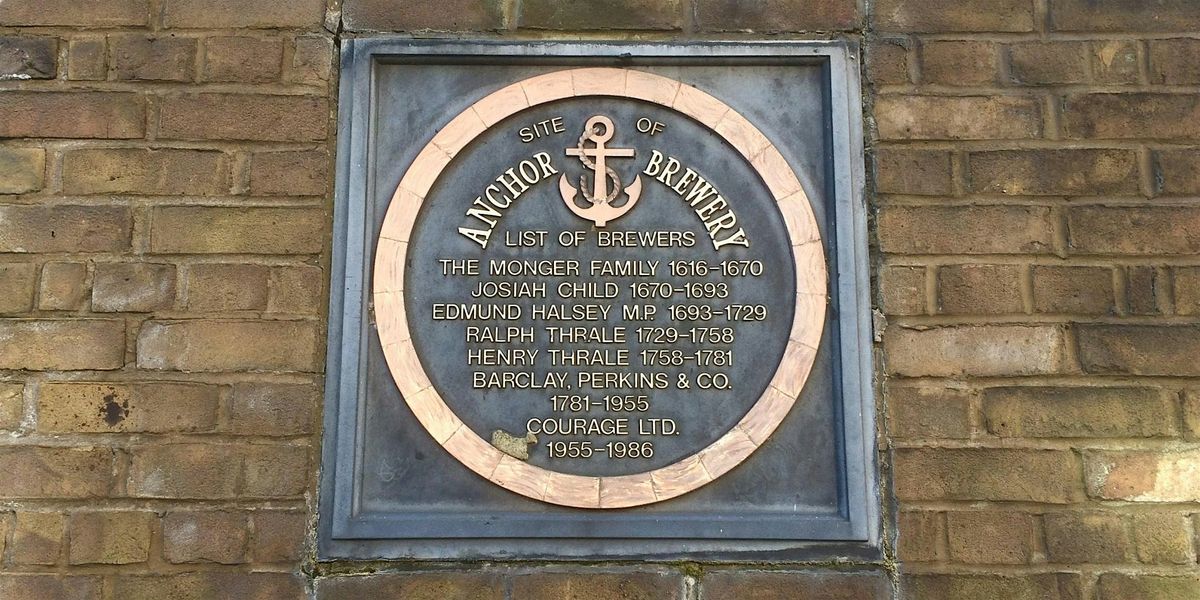 SITE OF
ANCHOR BREWERY
LIST OF BREWERS
THE MONGER FAMILY 1616-1670
JOSIAH CHILD 1670-1693
EDMUND HALSEY M.P. 1693-1729
RALPH THRALE 1729-1758
HENRY THRALE 1758-1781
BARCLAY, PERKINS & CO.
1781-1955
COURAGE LTD.
1955-1986